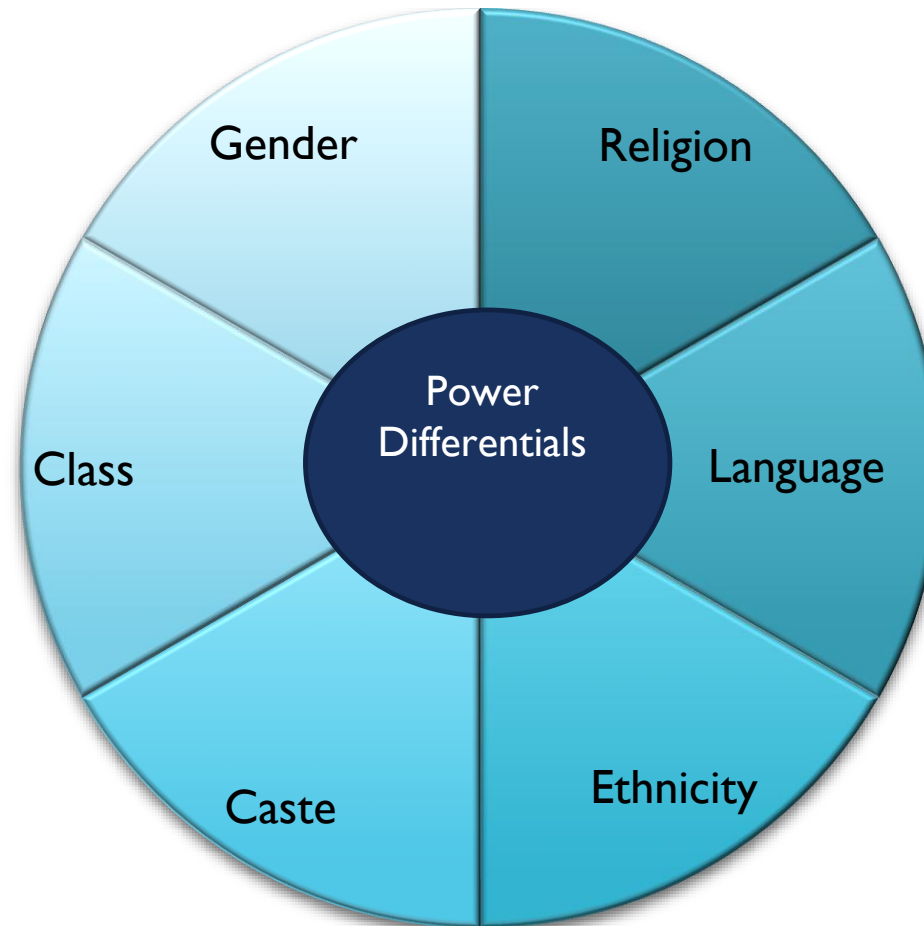 Gender
Religion
Power
Differentials
Class
Language
Caste
Ethnicity